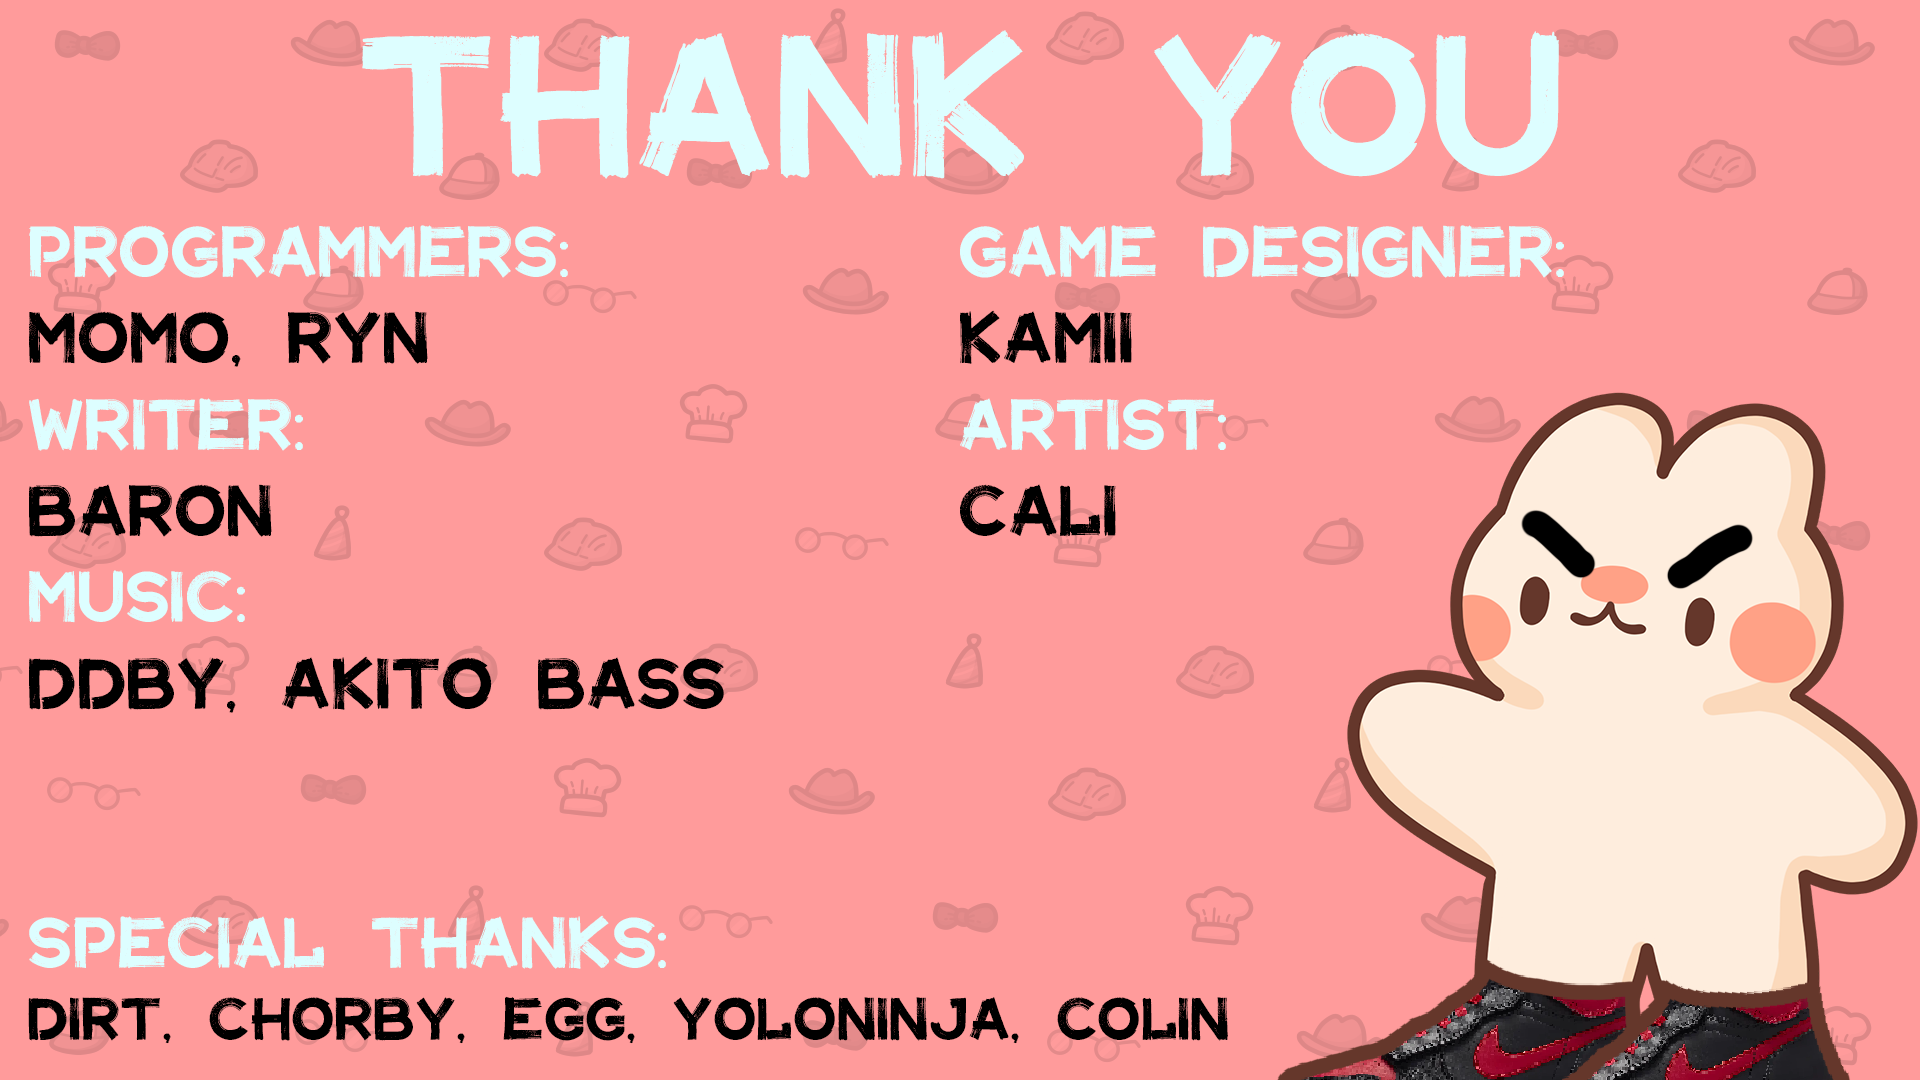 THANK YOU
PROGRAMMERS:
MOMO, RYN
WRITER:
BARON
MUSIC:
DDBY, AKITO BASS
GAME DESIGNER:
KAMII
ARTIST:
CALI
SPECIAL THANKS:
DIRT, CHORBY, EGG, YOLONINJA, COLIN